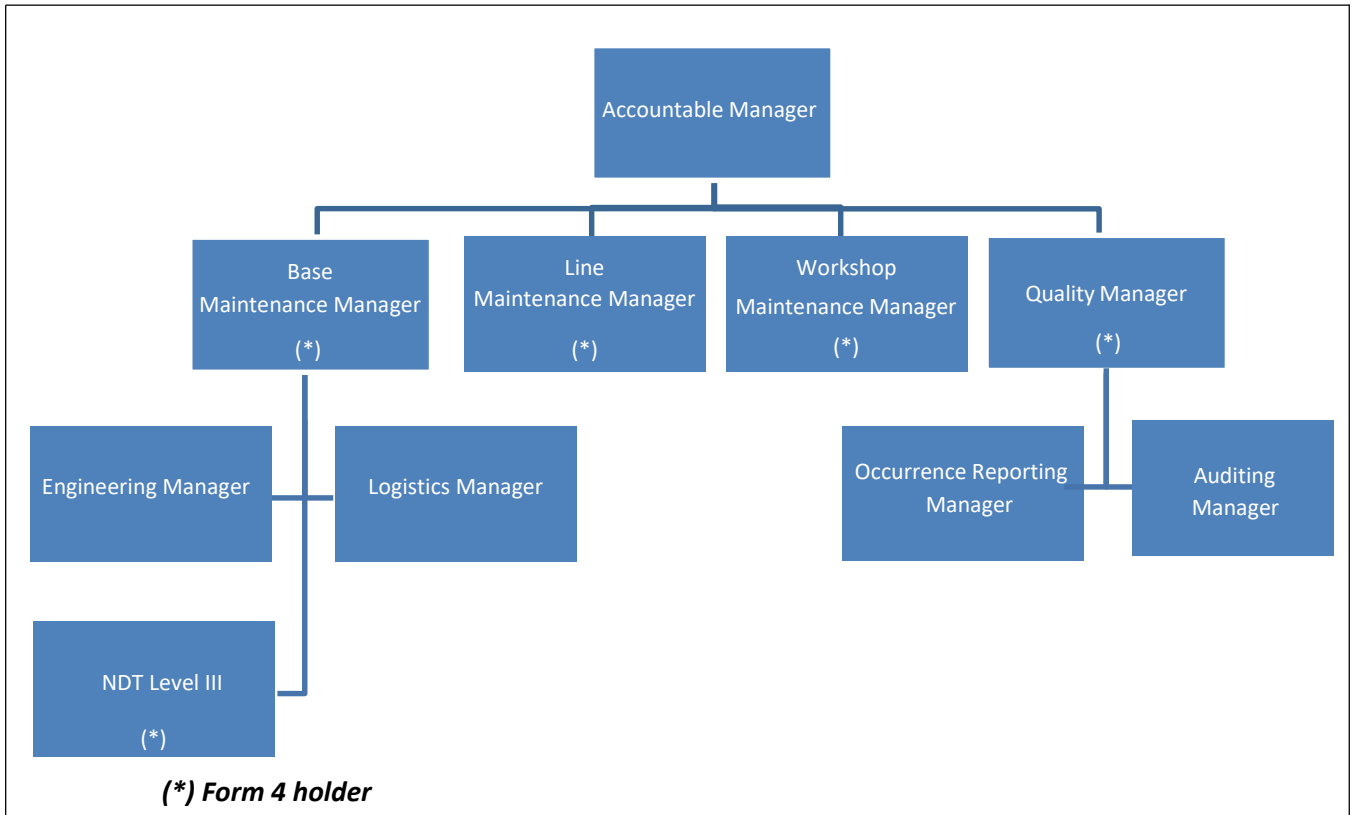 Accountable Manager
Base
Maintenance Manager
(*)
Line
Maintenance Manager
(*)
Workshop
Maintenance Manager
(*)
Quality Manager
(*)
Engineering Manager
Logistics Manager
Occurrence Reporting
Manager
Auditing
Manager
NDT Level III
(*)
(*) Form 4 holder